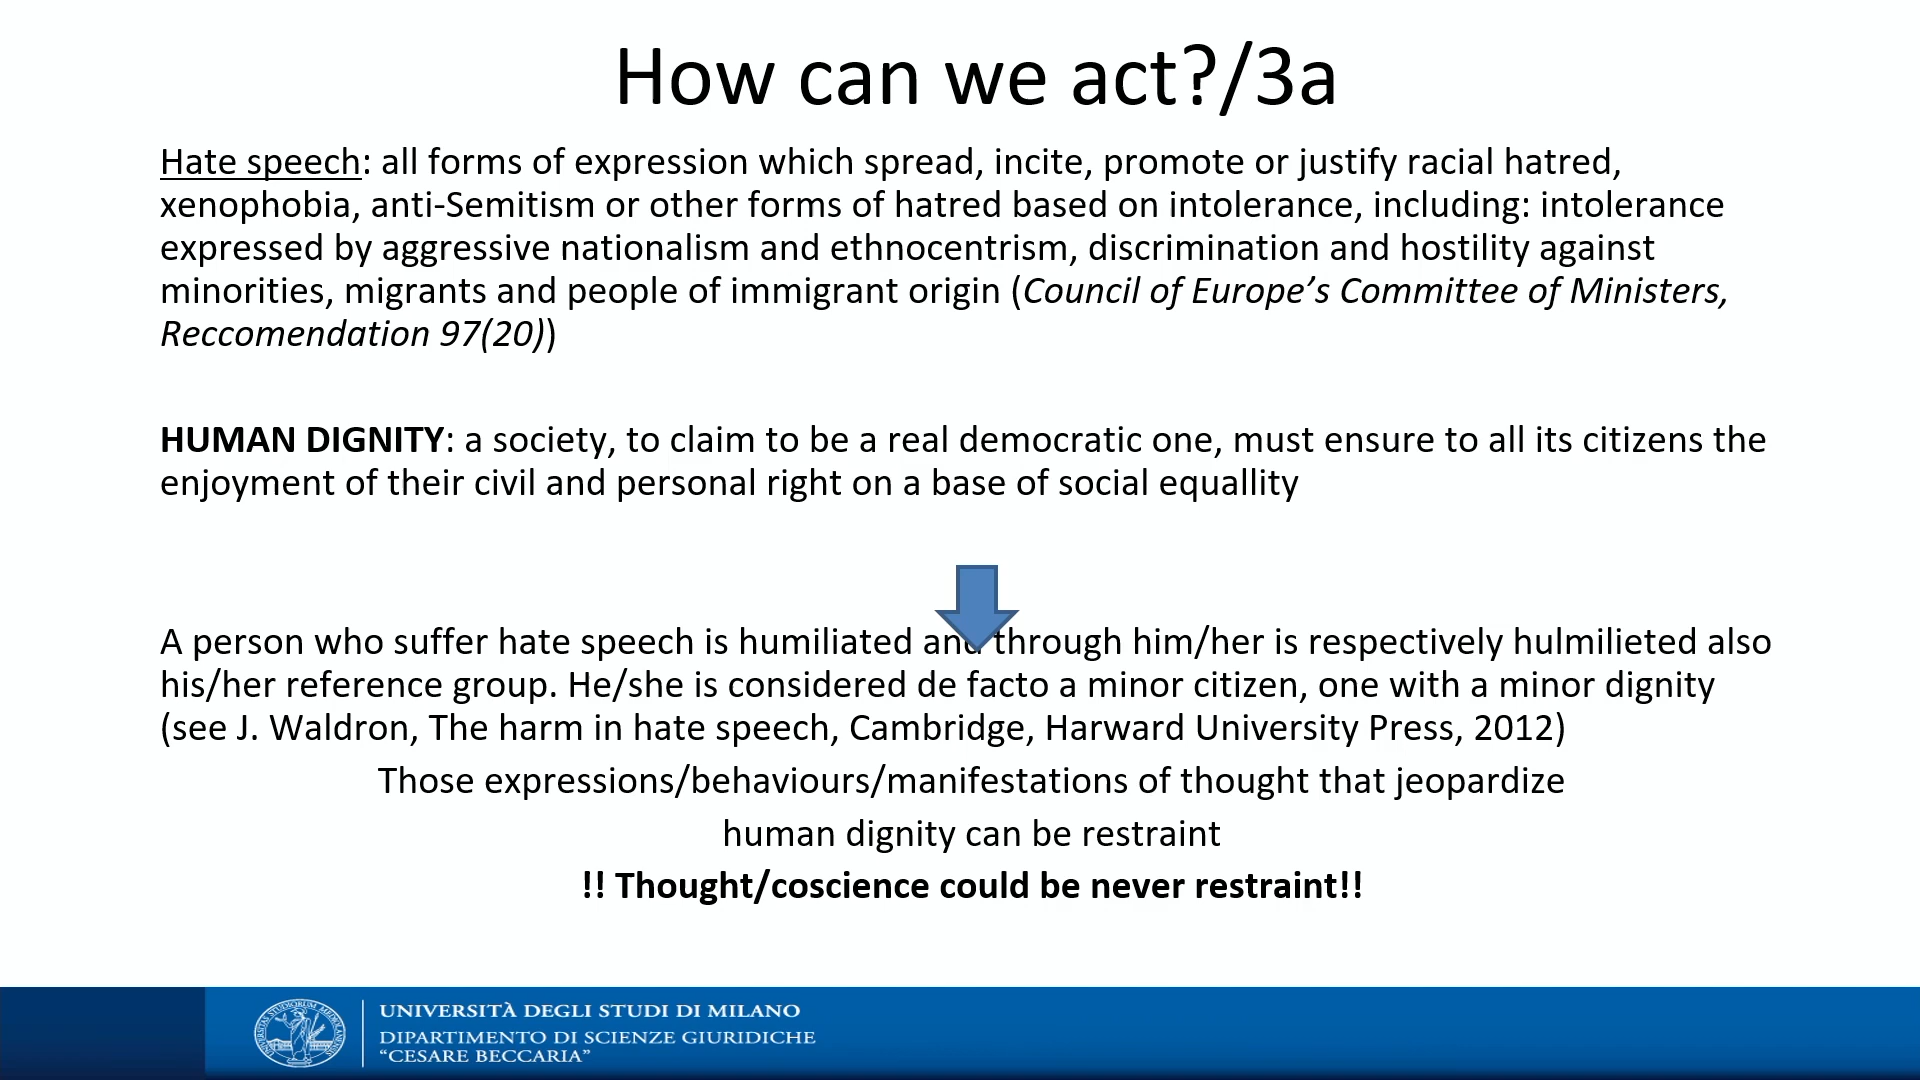 How can we act?/3a
Hate speech: all forms of expression which spread, incite, promote or justify racial hatred,
xenophobia, anti-Semitism or other forms of hatred based on intolerance, including: intolerance
expressed by aggressive nationalism and ethnocentrism, discrimination and hostility against
minorities, migrants and people of immigrant origin (Council of Europe’s Committee of Ministers,
Reccomendation 97(20))
HUMAN DIGNITY: a society, to claim to be a real democratic one, must ensure to all its citizens the
enjoyment of their civil and personal right on a base of social equallity
A person who suffer hate speech is humiliated and through him/her is respectively hulmilieted also
his/her reference group. He/she is considered de facto a minor citizen, one with a minor dignity
(see J. Waldron, The harm in hate speech, Cambridge, Harward University Press, 2012)
Those expressions/behaviours/manifestations of thought that jeopardize
human dignity can be restraint
!! Thought/coscience could be never restraint!!
UNIVERSITÀ DEGLI STUDI DI MILANO
DIPARTIMENTO DI SCIENZE GIURIDICHE
“CESARE BECCARIA”